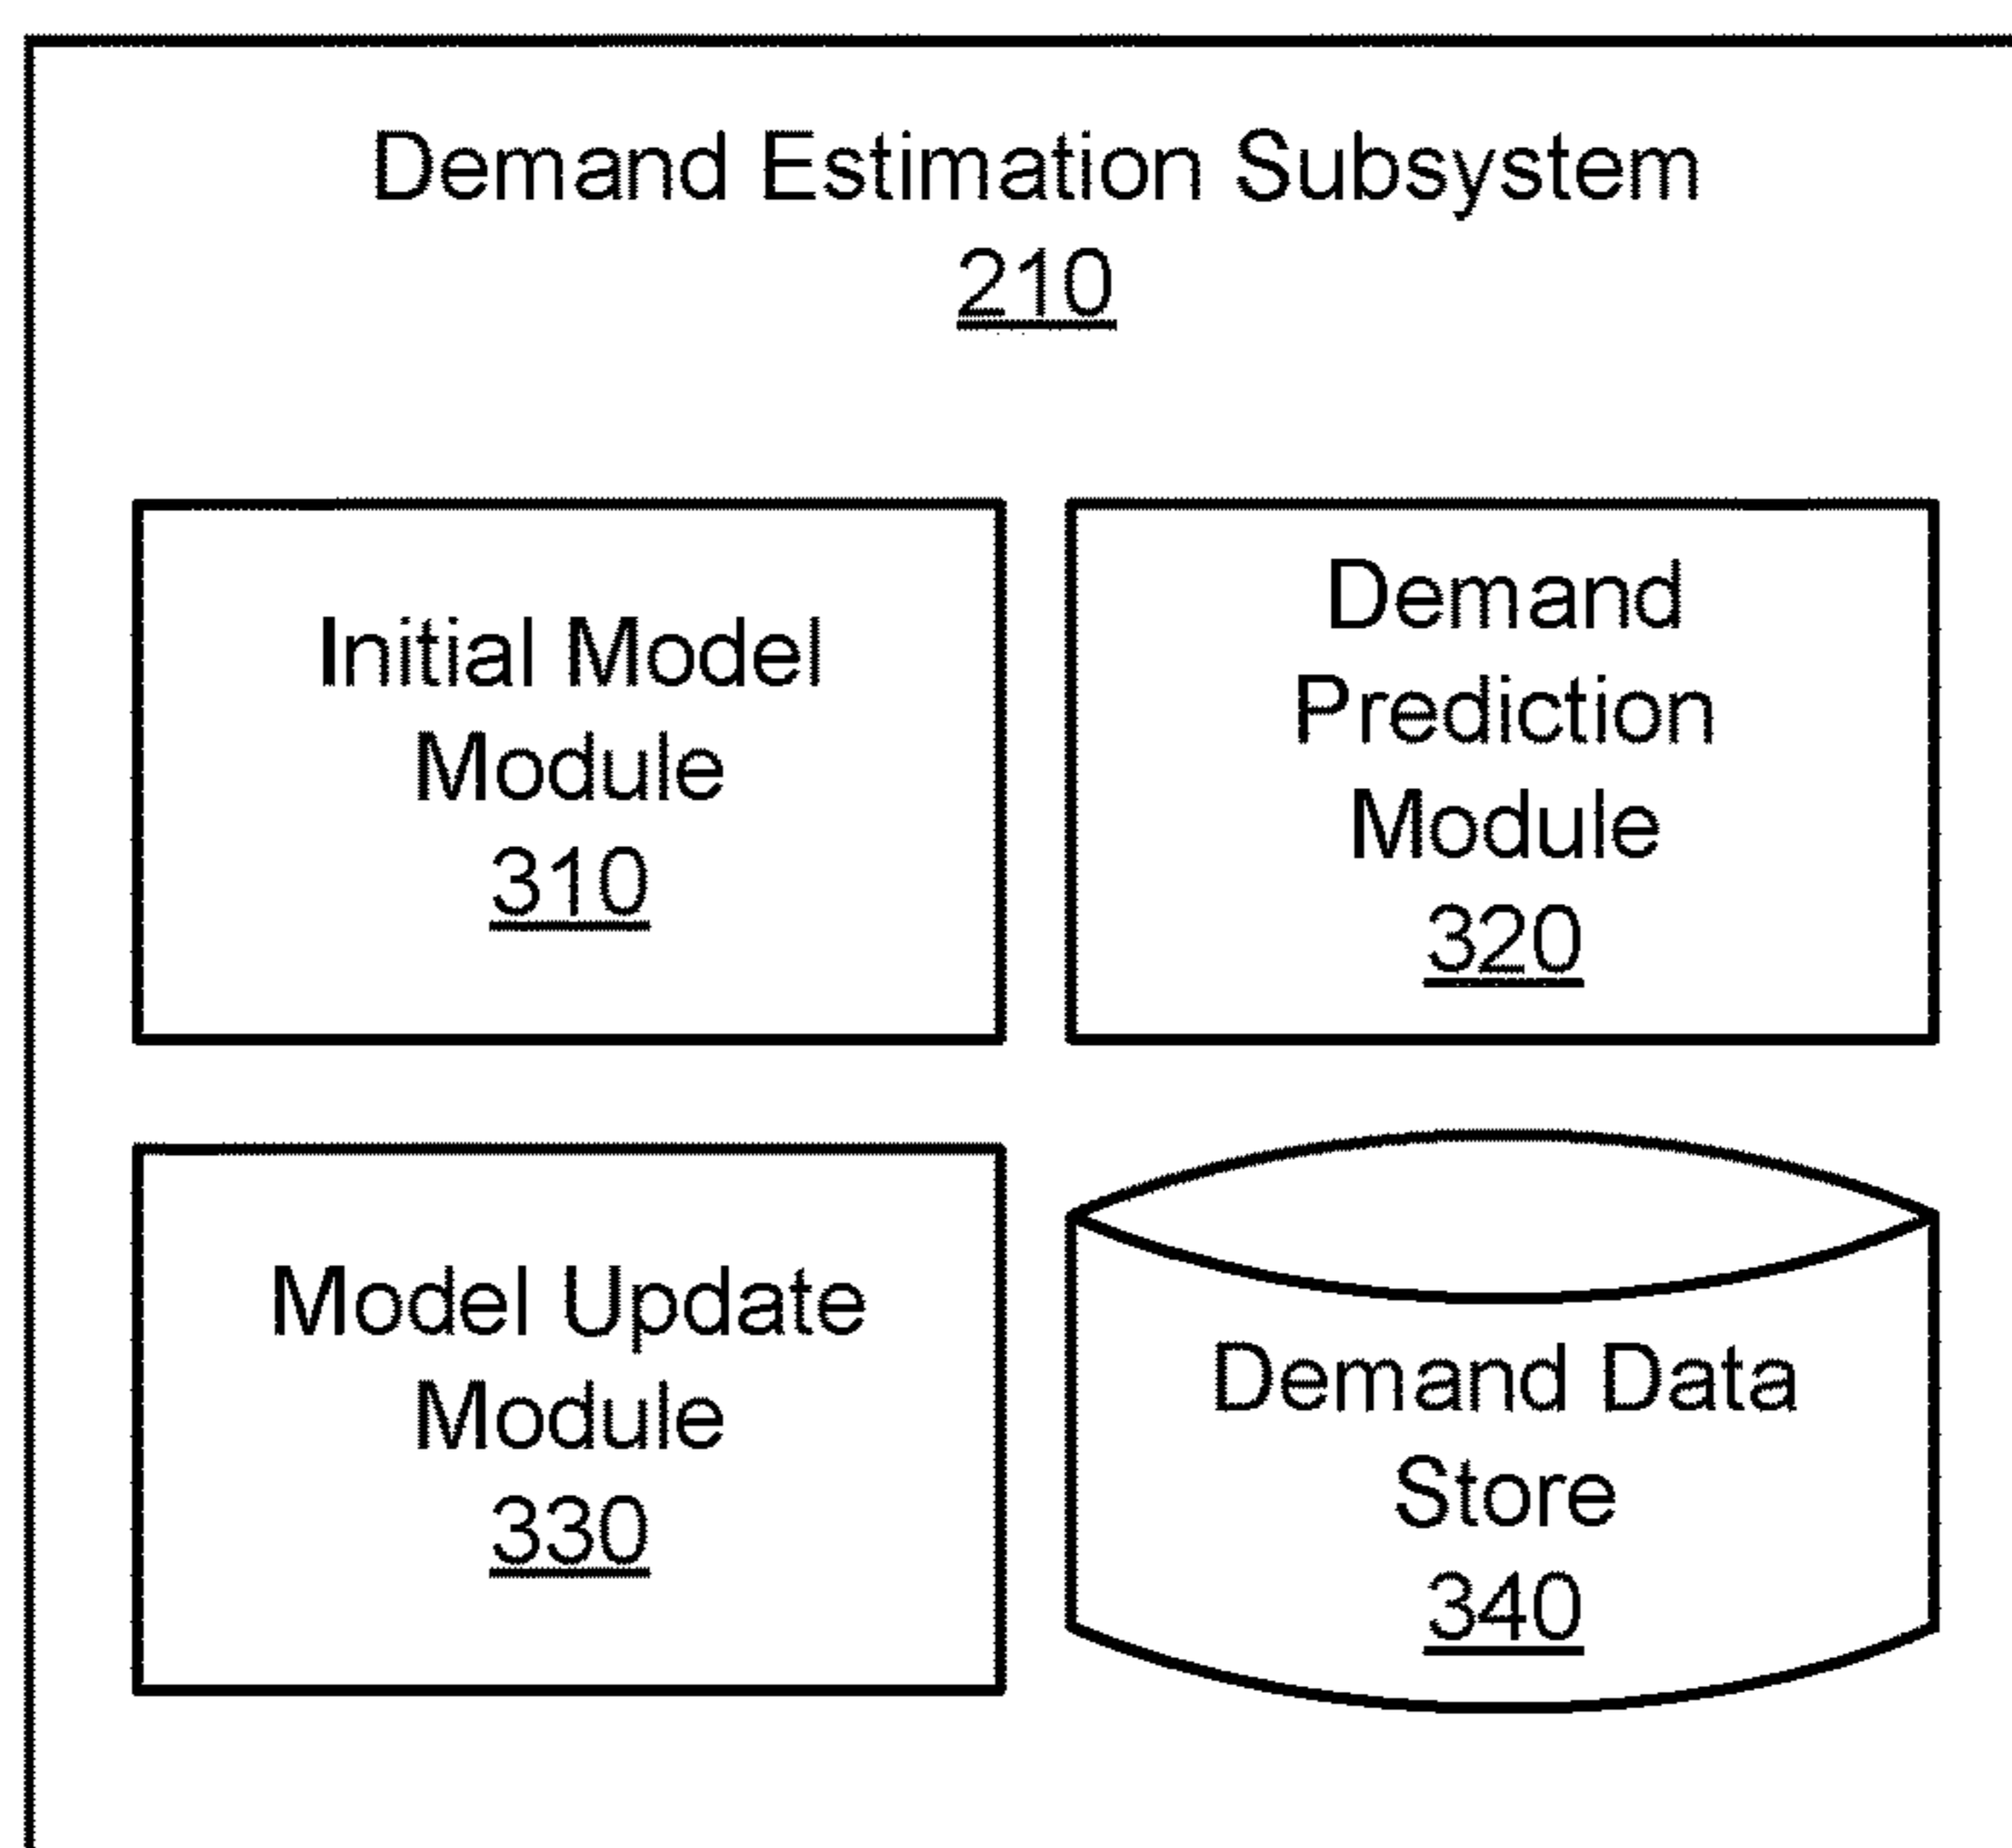 Demand Estimation Subsystem
210
Initial Model
Module
310
Demand
Prediction
Module
320
Model Update
Module
330
Demand Data
Store
340